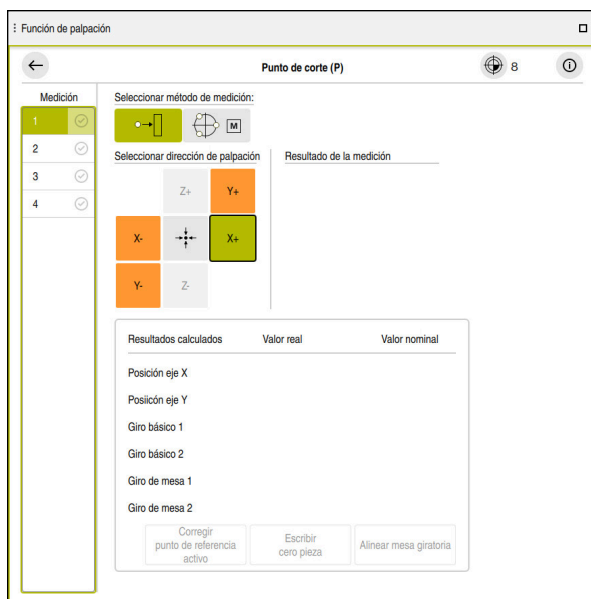 Función de palpación
Punto de corte (P)
8
Medición
Seleccionar método de medición:
1
M
2
Seleccionar dirección de palpación
Resultado de la medición
3
4
Z+
Y+
X-
X+
Y-
Z-
Resultados calculados Valor real Valor nominal
Posición eje X
Posiicón eje Y
Giro básico 1
Giro básico 2
Giro de mesa 1
Giro de mesa 2
Corregir
punto de referencia
activo
Escribir
cero pieza
Alinear mesa giratoria